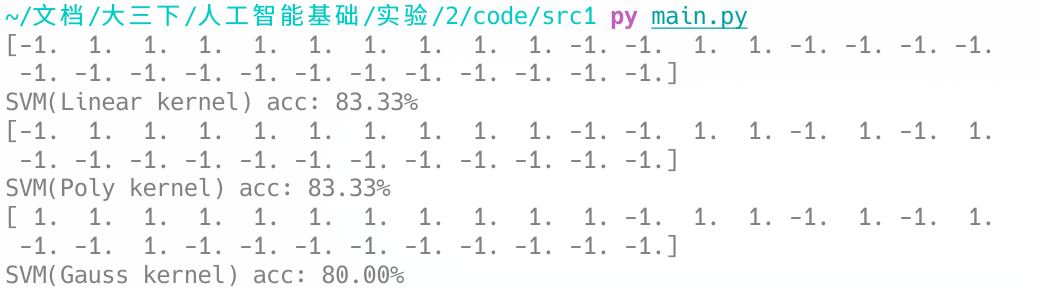 ~/文档/大三下/人工智能基础/实验/2/code/src1 py main.py
[-1.  1.  1.  1.  1.  1.  1.  1.  1.  1. -1. -1.  1.  1. -1. -1. -1. -1.
 -1. -1. -1. -1. -1. -1. -1. -1. -1. -1. -1. -1.]
SVM(Linear kernel) acc: 83.33%
[-1.  1.  1.  1.  1.  1.  1.  1.  1.  1. -1. -1.  1.  1. -1.  1. -1.  1.
 -1. -1. -1. -1. -1. -1. -1. -1. -1. -1. -1. -1.]
SVM(Poly kernel) acc: 83.33%
[ 1.  1.  1.  1.  1.  1.  1.  1.  1.  1.  1. -1.  1.  1. -1.  1. -1.  1.
 -1. -1.  1. -1. -1. -1. -1. -1. -1. -1. -1. -1.]
SVM(Gauss kernel) acc: 80.00%